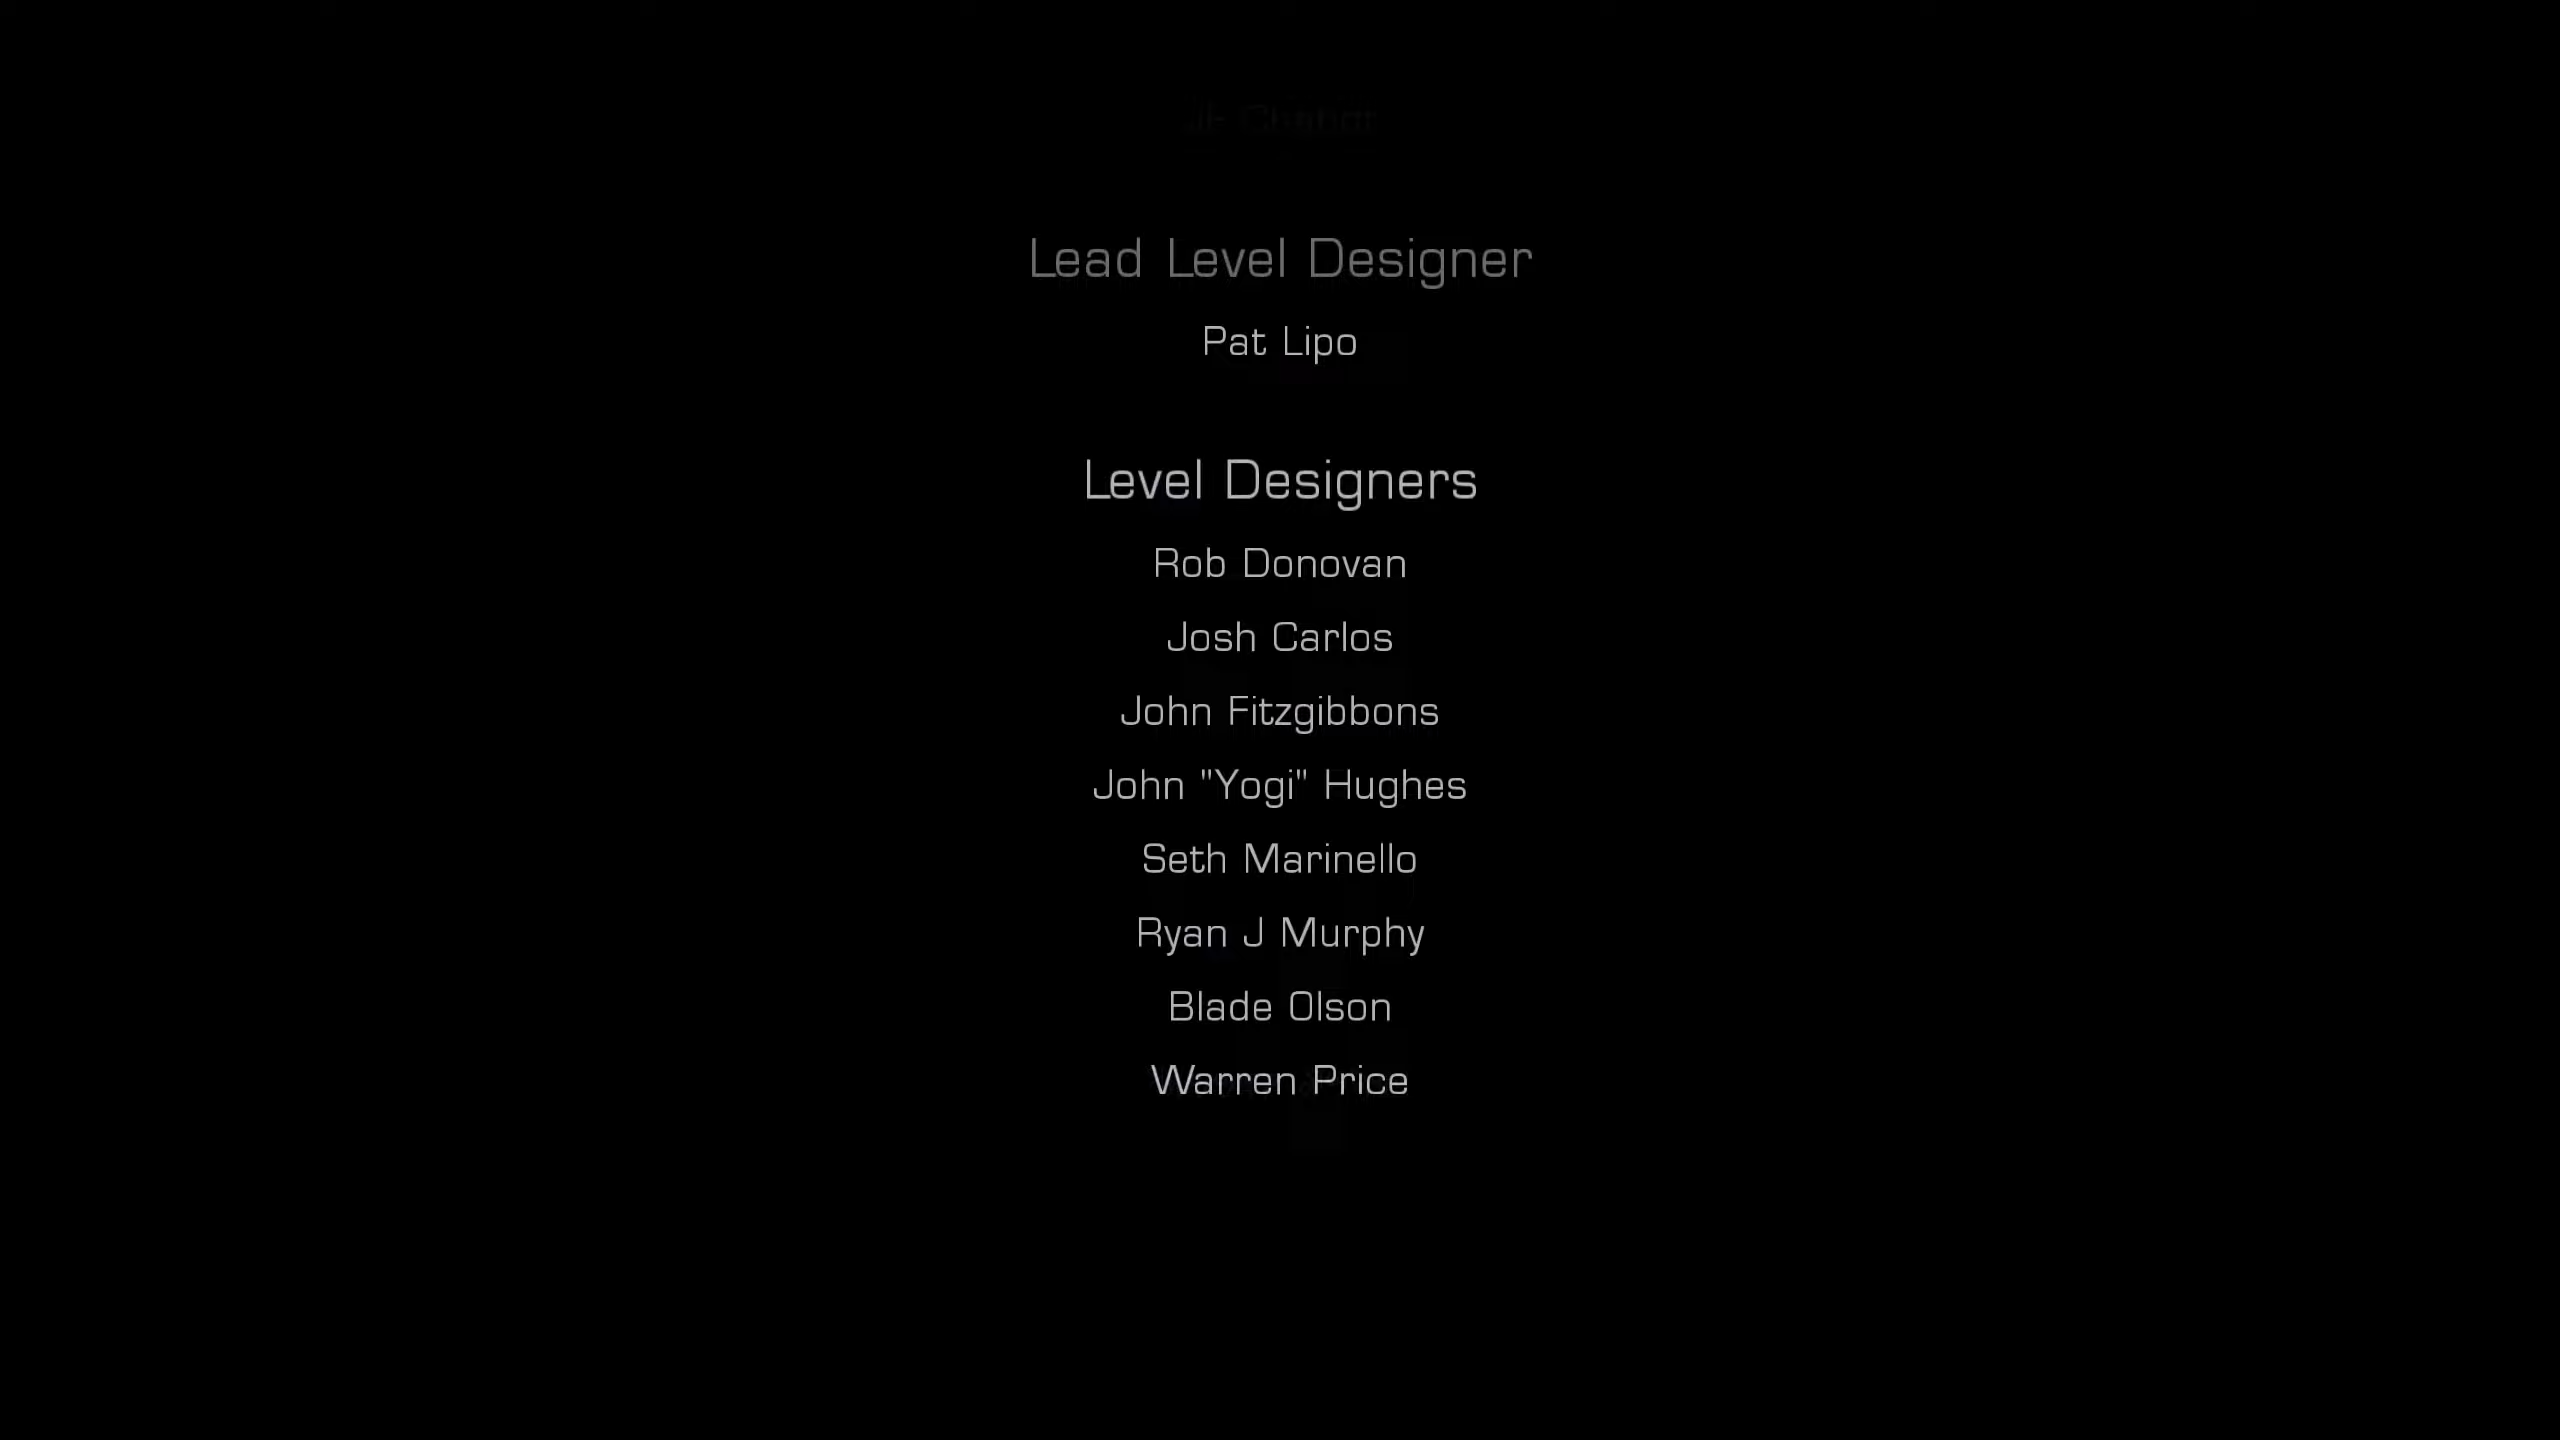 Lead Level Designer
Pat Lipo
Level Designers
Rob Donovan
Josh Carlos
John Fitzgibbons
John "Yogi" Hughes
Seth Marinello
Ryan J Murphy
Blade Olson
Warren Price